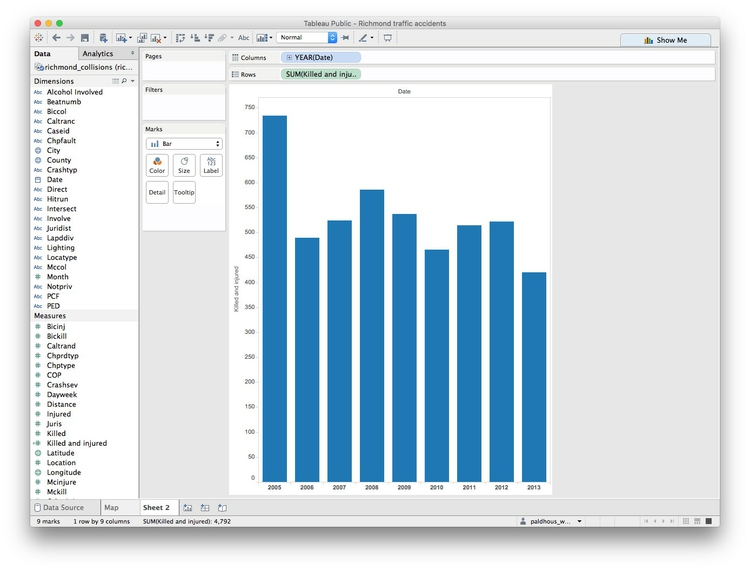 Tableau Public - Richmond traffic accidents
Abc
Normal
Show Me
Data
Analytics
richmond_collisions (ric...
Dimensions
Abc Alcohol Involved
Abc Beatnumb
Abc Biccol
Abc Caltranc
Abc Caseid
Abc Chpfault
City
County
Abc Crashtyp
Date
Abc Direct
Abc Hitrun
Abc Intersect
Abc Involve
Abc Juridist
Abc Lapddiv
Abc Lighting
Abc Locatype
Abc Mccol
# Month
Abc Notpriv
Abc PCF
Abc PED
Measures
# Bicinj
# Bickill
# Caltrand
# Chprdtyp
# Chptype
# COP
# Crashsev
# Dayweek
# Distance
# Injured
# Juris
# Killed
# Killed and injured
Latitude
# Location
Longitude
# Mcinjure
# Mckill
Pages
Filters
Marks
Bar
Color
Size
Abc
123
Label
Detail
Tooltip
Columns
YEAR(Date)
Rows
SUM(Killed and inju..
Date
750
700
650
600
550
500
450
400
350
300
250
200
150
100
50
0
Killed and injured
2005 2006 2007 2008 2009 2010 2011 2012 2013
Data Source
Map
Sheet 2
9 marks
1 row by 9 columns
SUM(Killed and injured): 4,792
paldhous_w...